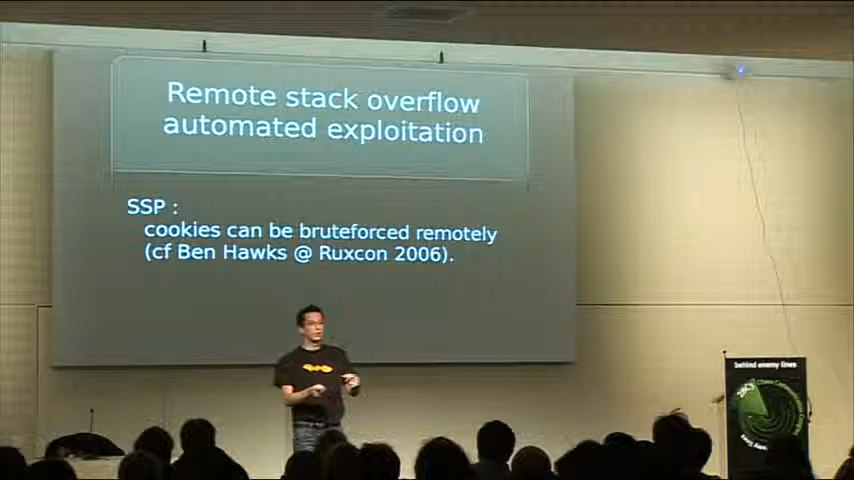 Remote stack overflow
automated exploitation
SSP :
cookies can be bruteforced remotely
(cf Ben Hawks @ Ruxcon 2006).
behind enemy lines